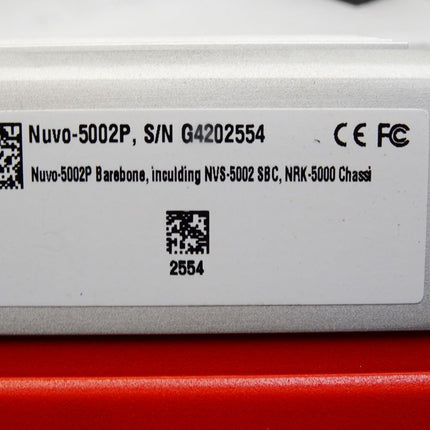 Nuvo-5002P, S/N G4202554 CE FC
Nuvo-5002P Barebone, inculding NVS-5002 SBC, NRK-5000 Chassi
2554